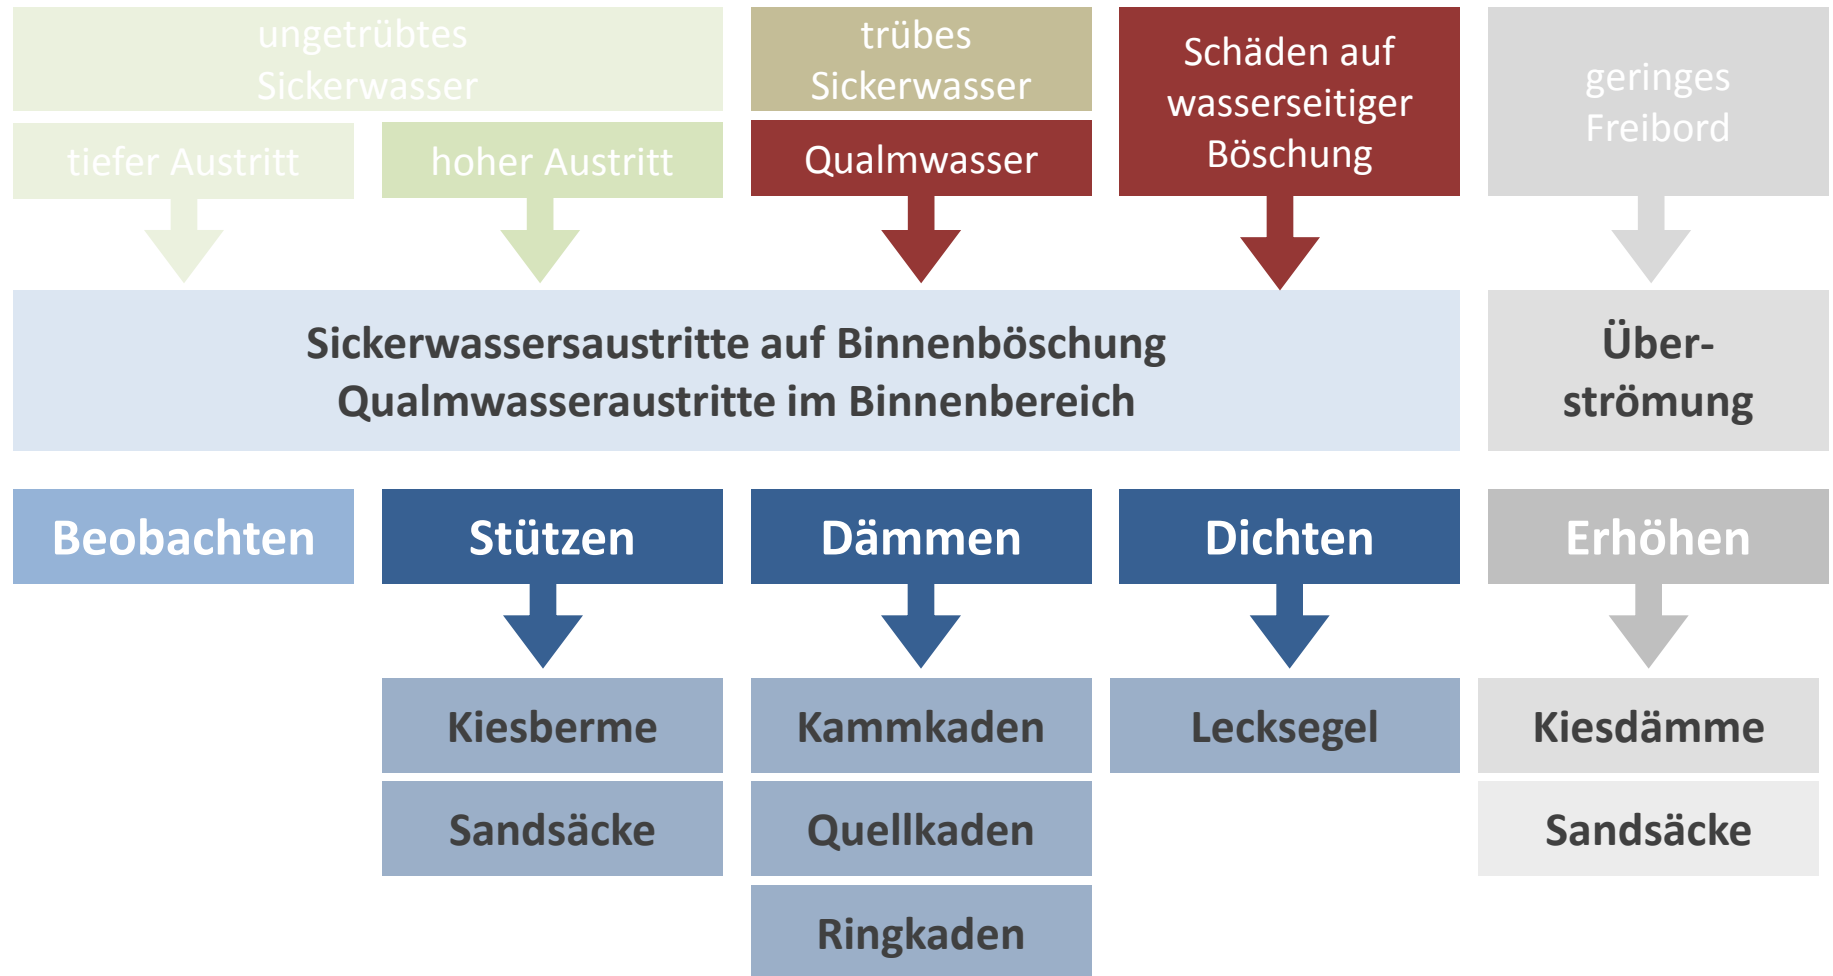 ungetrübtes
Sickerwasser
tiefer Austritt
hoher Austritt
trübes
Sickerwasser
Qualmwasser
Schäden auf
wasserseitiger
Böschung
geringes
Freibord
Sickerwassersaustritte auf Binnenböschung
Qualmwasseraustritte im Binnenbereich
Über-
strömung
Beobachten
Stützen
Dämmen
Dichten
Erhöhen
Kiesberme
Kammkaden
Lecksegel
Kiesdämme
Sandsäcke
Quellkaden
Sandsäcke
Ringkaden